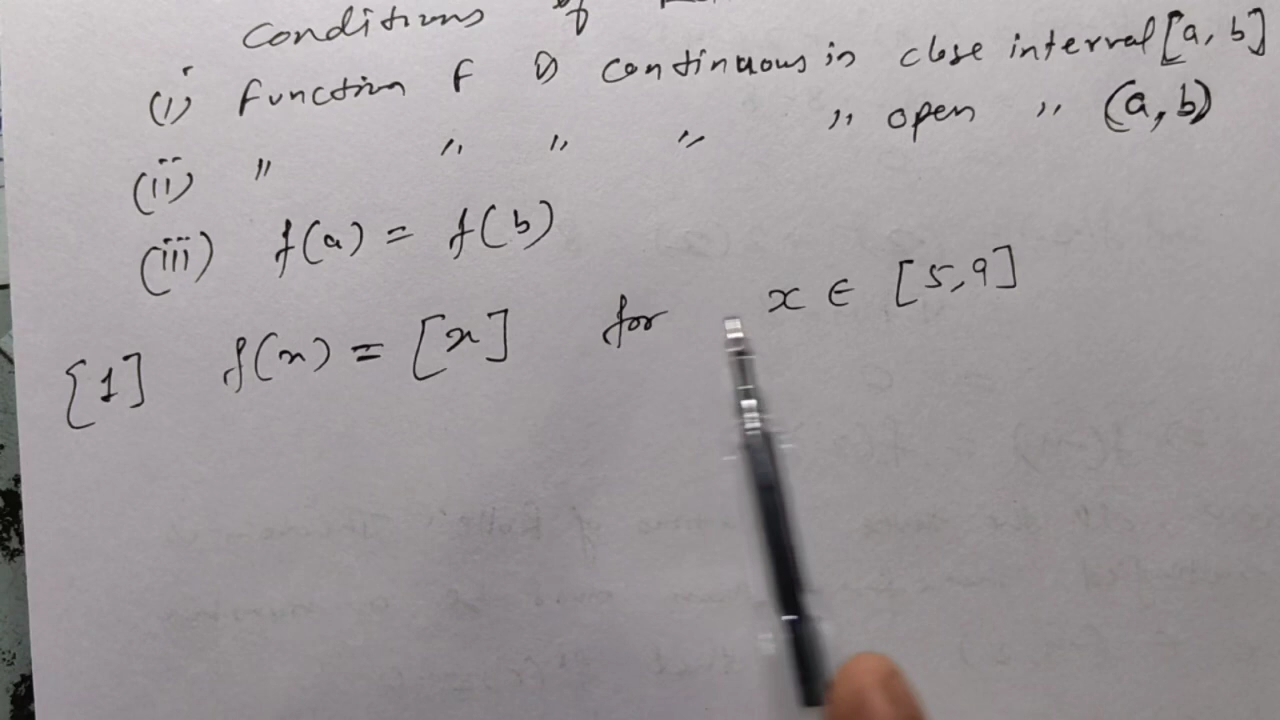 conditions of
(i) function f is continuous in close interval [a, b]
(ii) " " " " " open " (a, b)
(iii) f(a) = f(b)
[1] f(x) = [x] for x ∈ [5,9]